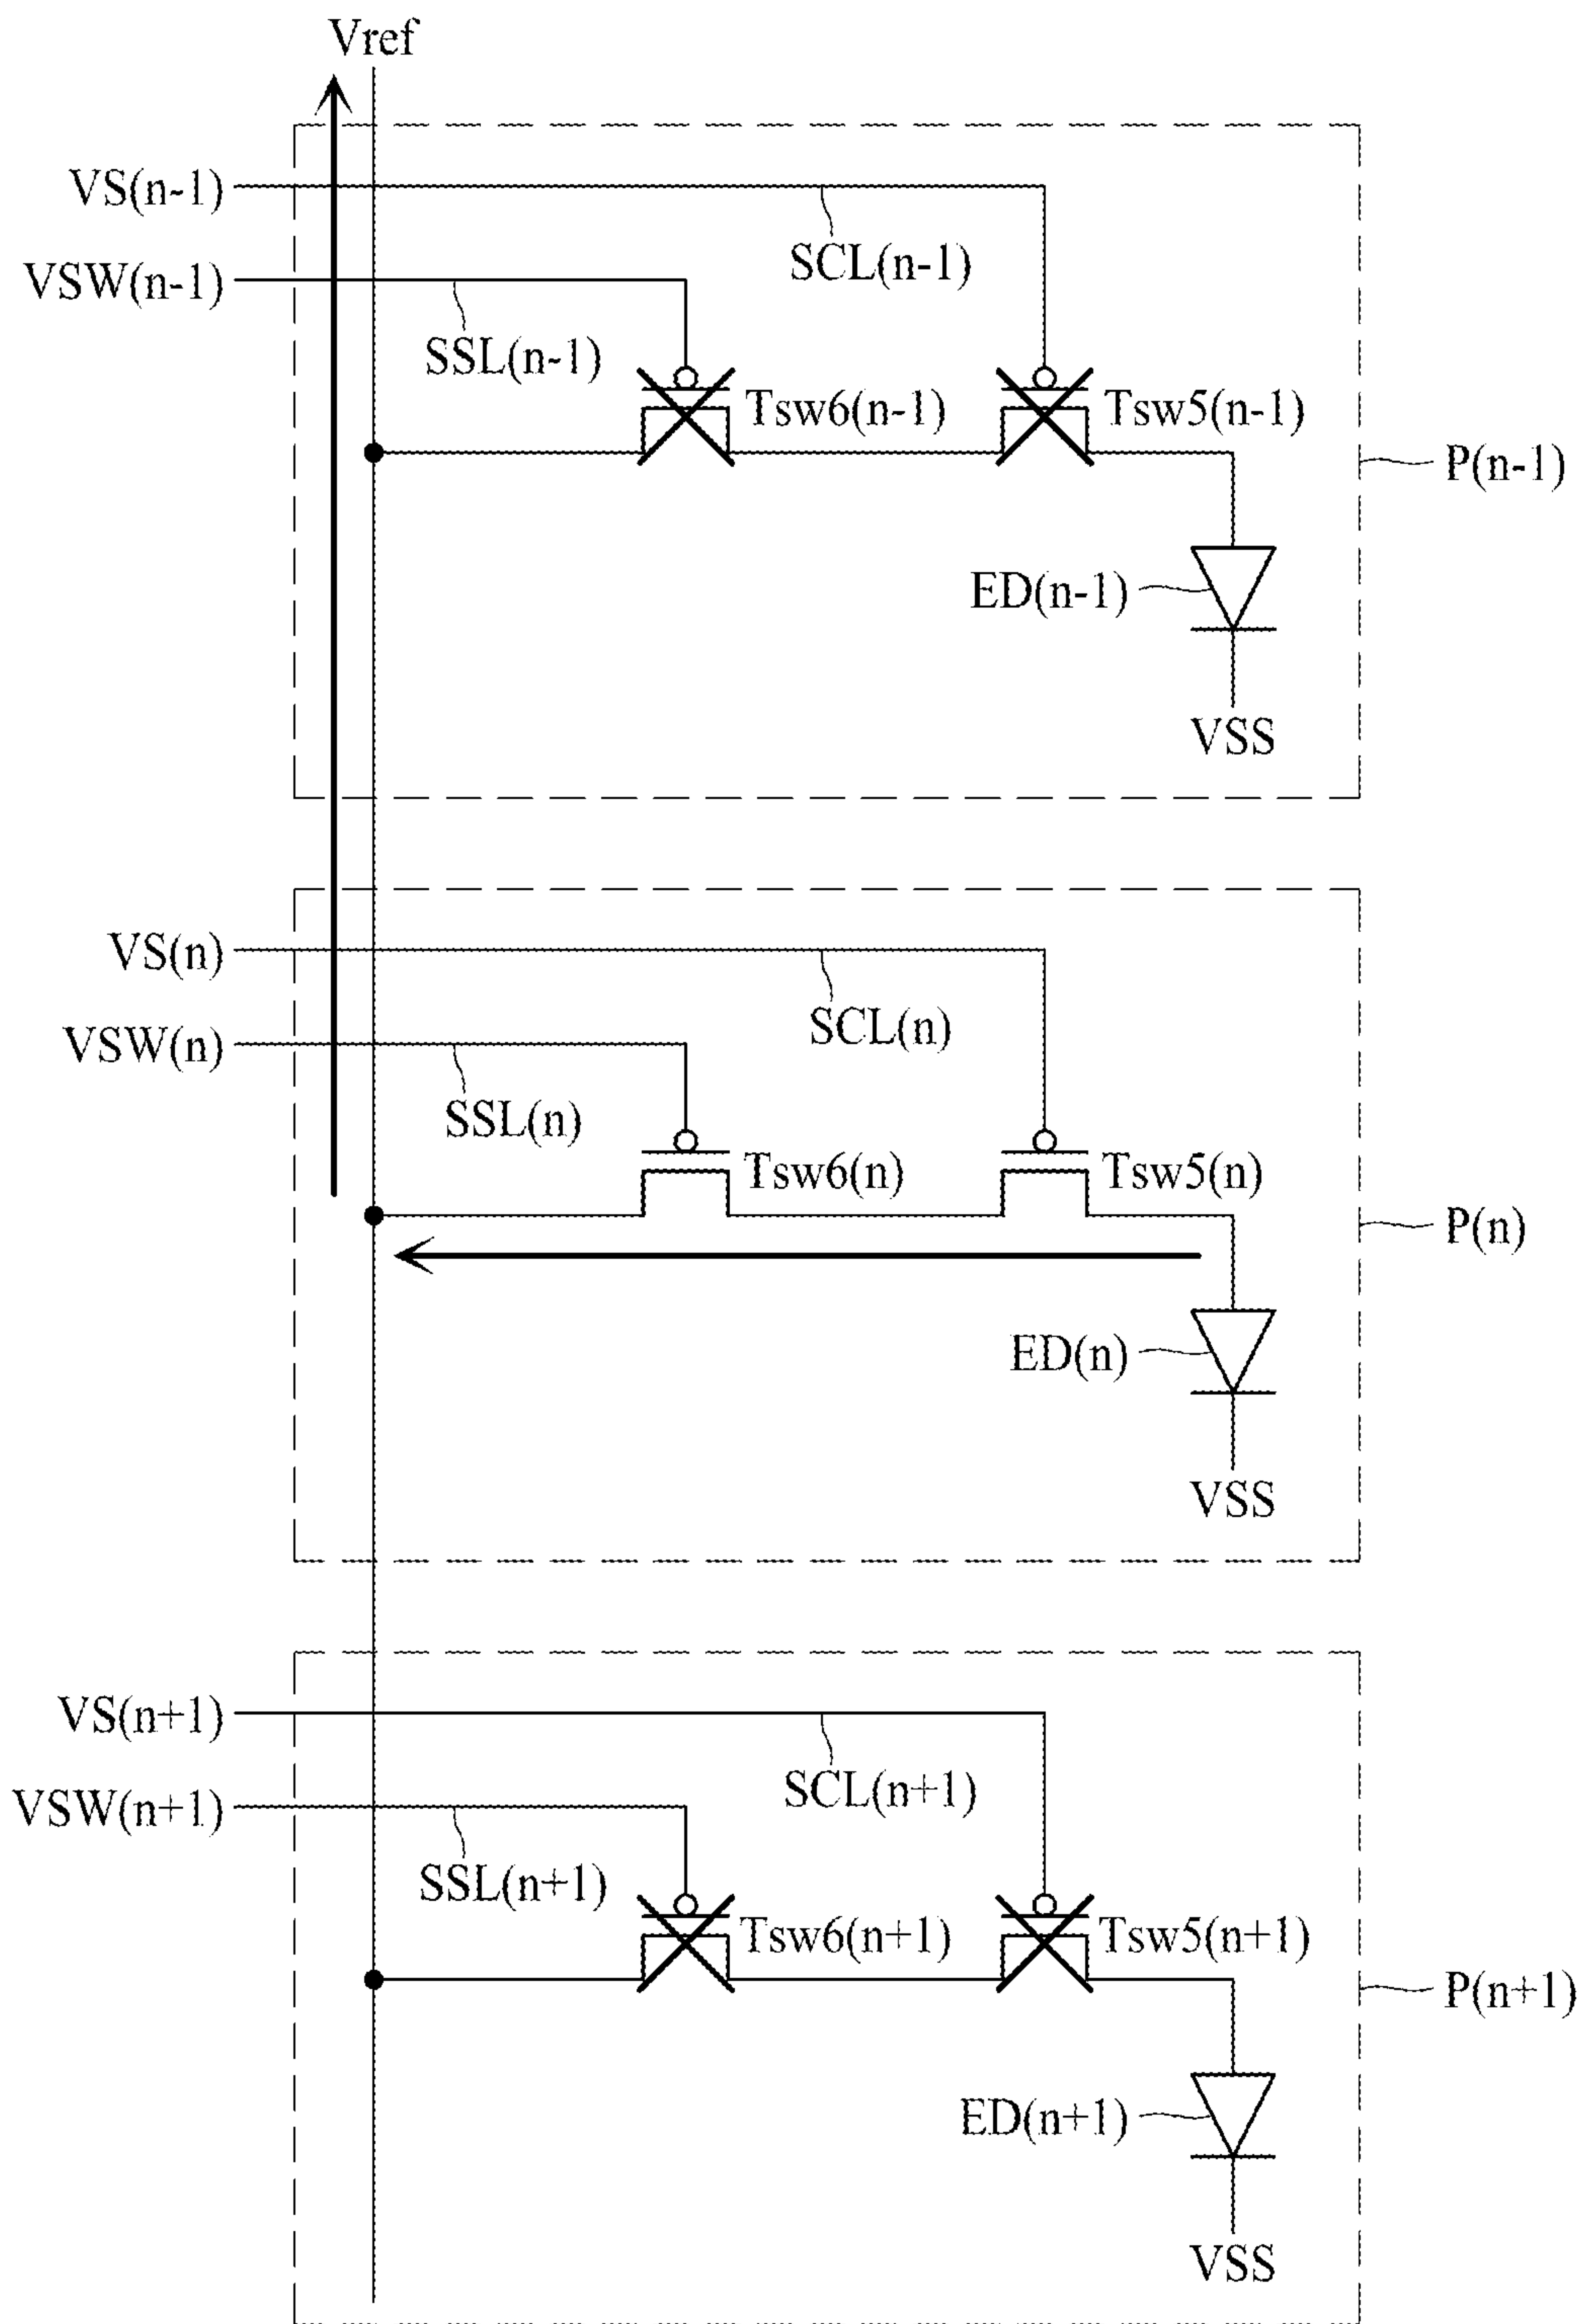 Vref
VS(n-1)
SCL(n-1)
VSW(n-1)
SSL(n-1)
Tsw6(n-1)
Tsw5(n-1)
P(n-1)
ED(n-1)
VSS
VS(n)
SCL(n)
VSW(n)
SSL(n)
Tsw6(n)
Tsw5(n)
P(n)
ED(n)
VSS
VS(n+1)
SCL(n+1)
VSW(n+1)
SSL(n+1)
Tsw6(n+1)
Tsw5(n+1)
P(n+1)
ED(n+1)
VSS